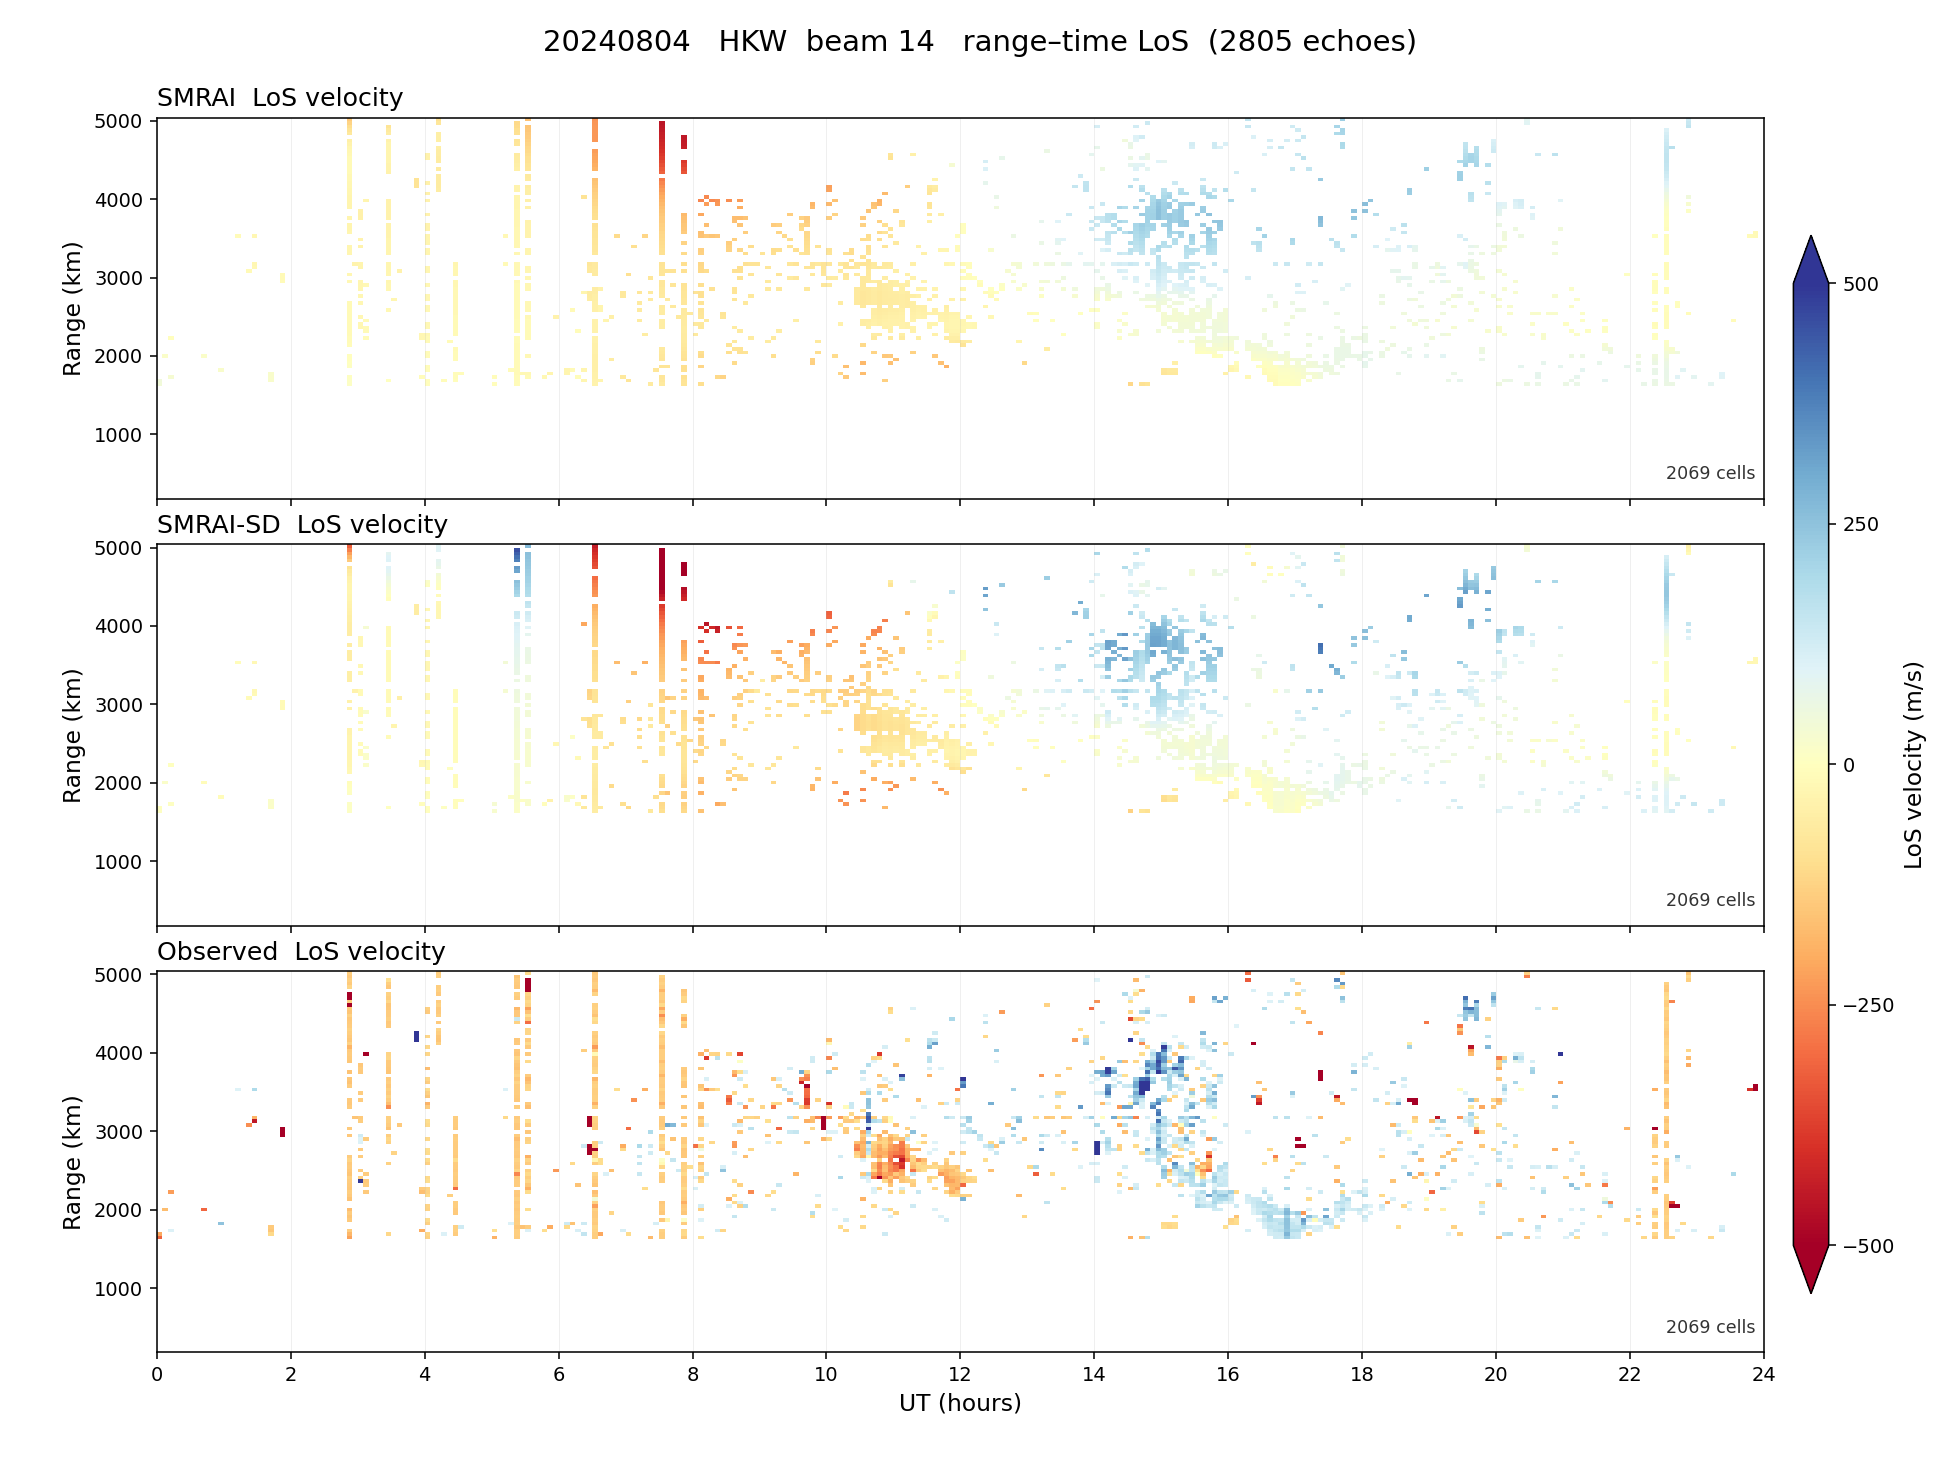 20240804   HKW  beam 14   range–time LoS  (2805 echoes)
SMRAI  LoS velocity
5000
4000
3000
2000
1000
Range (km)
2069 cells
SMRAI-SD  LoS velocity
5000
4000
3000
2000
1000
Range (km)
2069 cells
Observed  LoS velocity
5000
4000
3000
2000
1000
Range (km)
2069 cells
0 2 4 6 8 10 12 14 16 18 20 22 24
UT (hours)
500
250
0
−250
−500
LoS velocity (m/s)